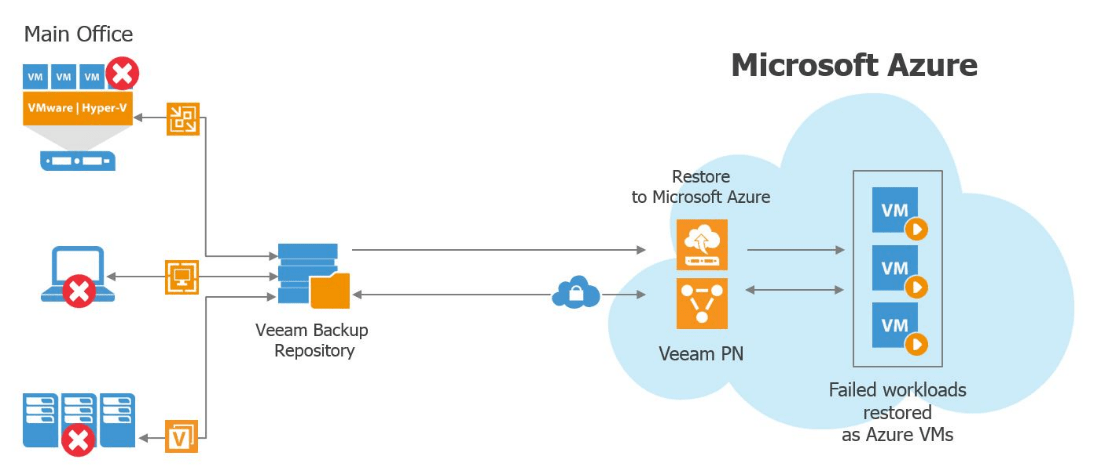 Main Office
VM VM VM
VMware | Hyper-V
Microsoft Azure
Restore
to Microsoft Azure
VM
VM
VM
Veeam Backup
Repository
Veeam PN
Failed workloads
restored
as Azure VMs
V